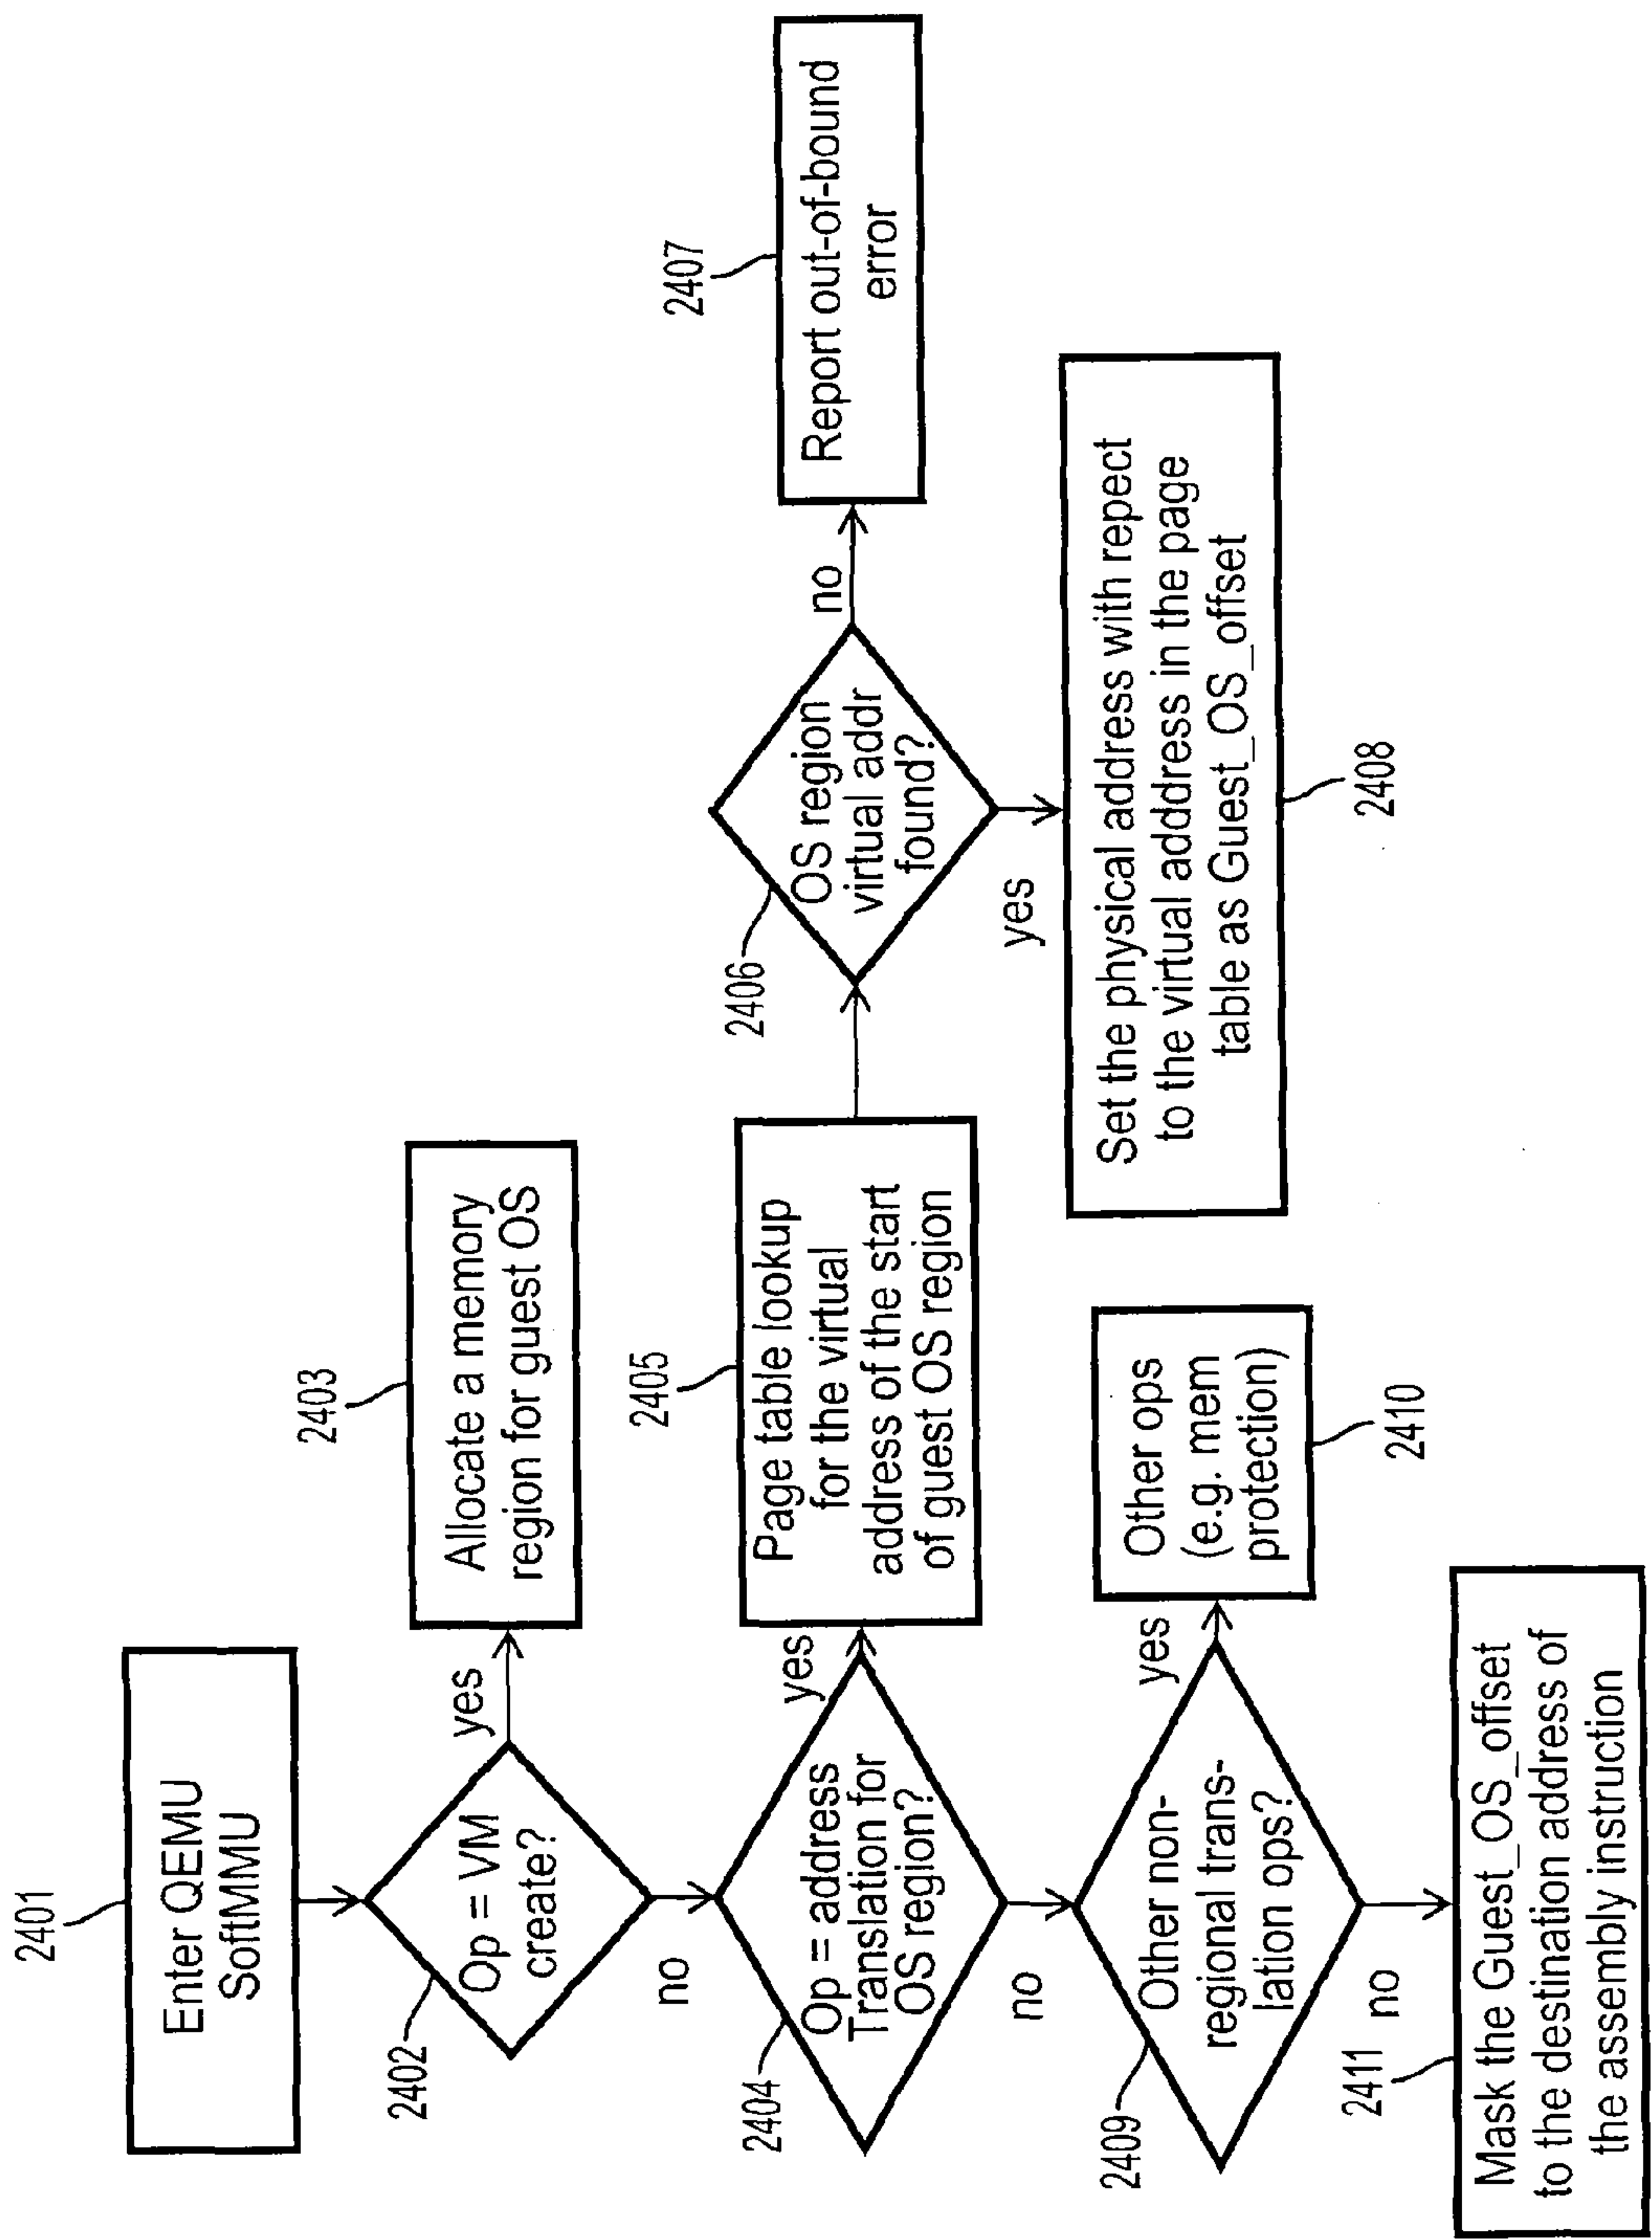 2401
Enter QEMU
SoftMMU
2402
Op = VM
create?
yes
no
2403
Allocate a memory
region for guest OS
2404
Op = address
Translation for
OS region?
yes
no
2405
Page table lookup
for the virtual
address of the start
of guest OS region
2406
OS region
virtual addr
found?
no
yes
2407
Report out-of-bound
error
Set the physical address with repect
to the virtual adddress in the page
table as Guest_OS_offset
2408
2409
Other non-
regional trans-
lation ops?
yes
no
Other ops
(e.g. mem
protection)
2410
2411
Mask the Guest_OS_offset
to the destination address of
the assembly instruction